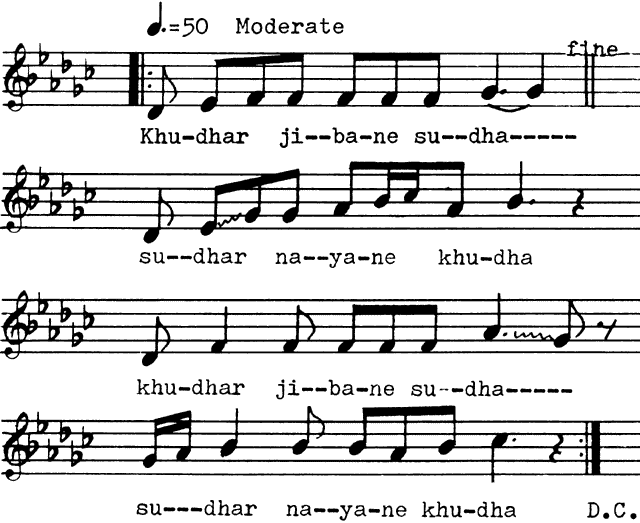 ♩.=50 Moderate
fine
Khu-dhar ji--ba-ne su--dha-----
su--dhar na--ya-ne khu-dha
khu-dhar ji--ba-ne su--dha-----
su---dhar na--ya-ne khu-dha D.C.